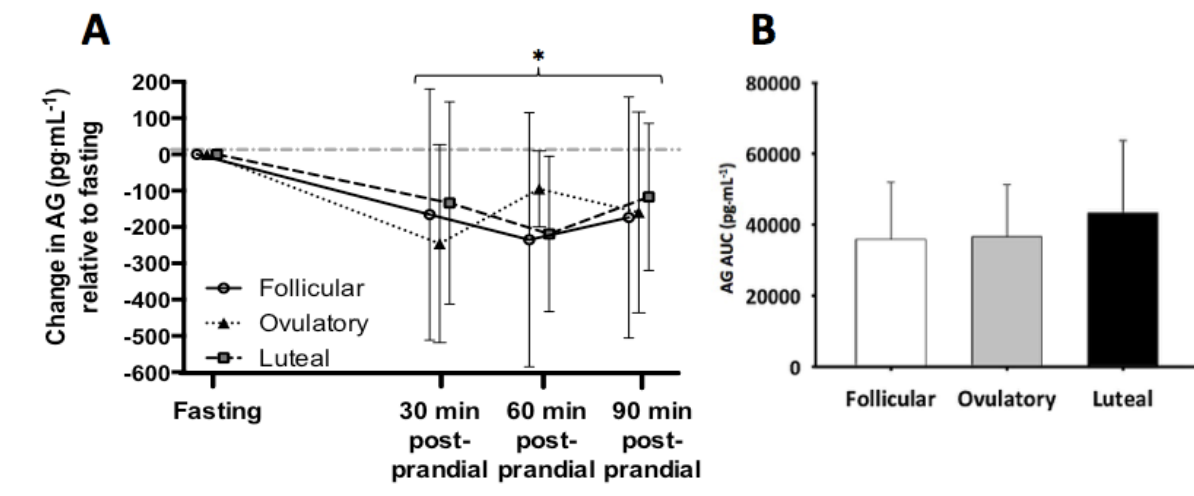 A
Change in AG (pg·mL-1)
relative to fasting
200
100
0
-100
-200
-300
-400
-500
-600
*
Follicular
Ovulatory
Luteal
Fasting
30 min
post-
prandial
60 min
post-
prandial
90 min
post-
prandial
B
AG AUC (pg·mL-1)
80000
60000
40000
20000
0
Follicular
Ovulatory
Luteal